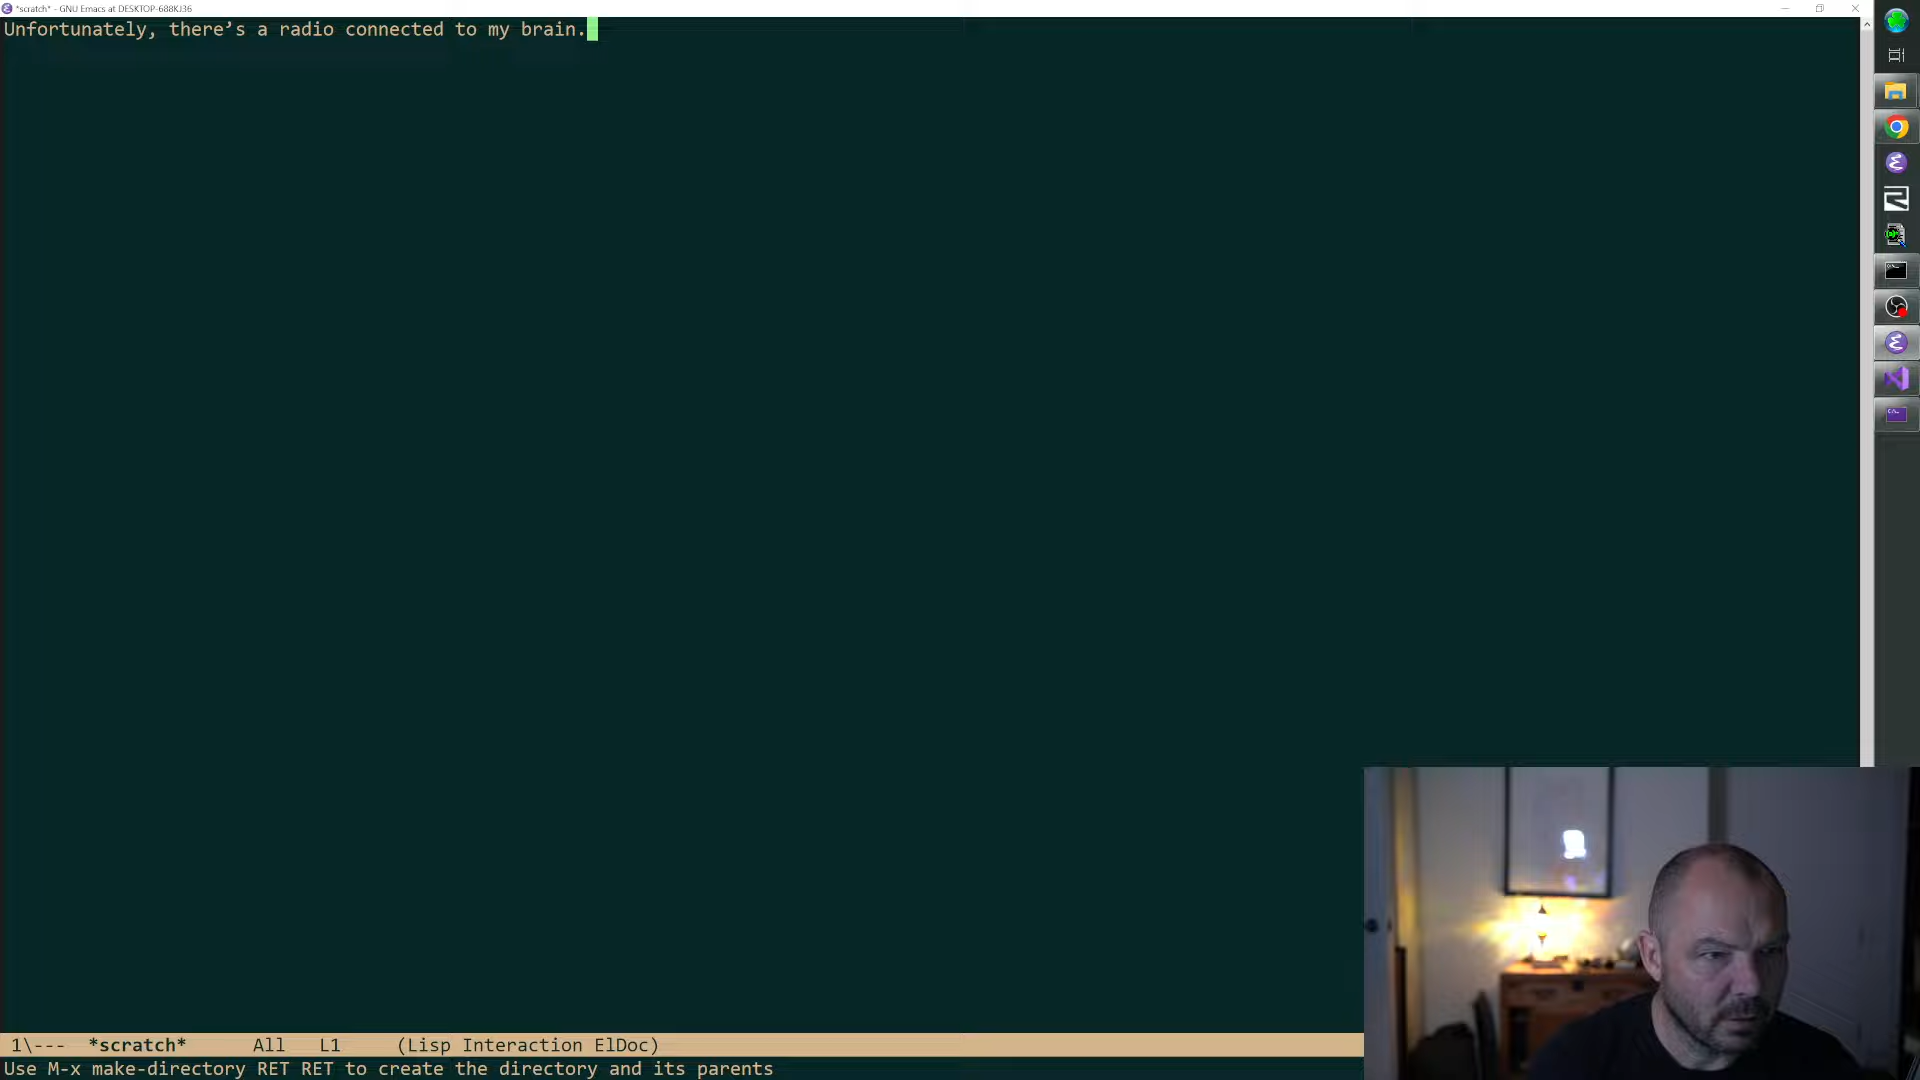 *scratch* - GNU Emacs at DESKTOP-688KJ36
Unfortunately, there’s a radio connected to my brain.
1\--- *scratch* All L1 (Lisp Interaction ElDoc)
Use M-x make-directory RET RET to create the directory and its parents